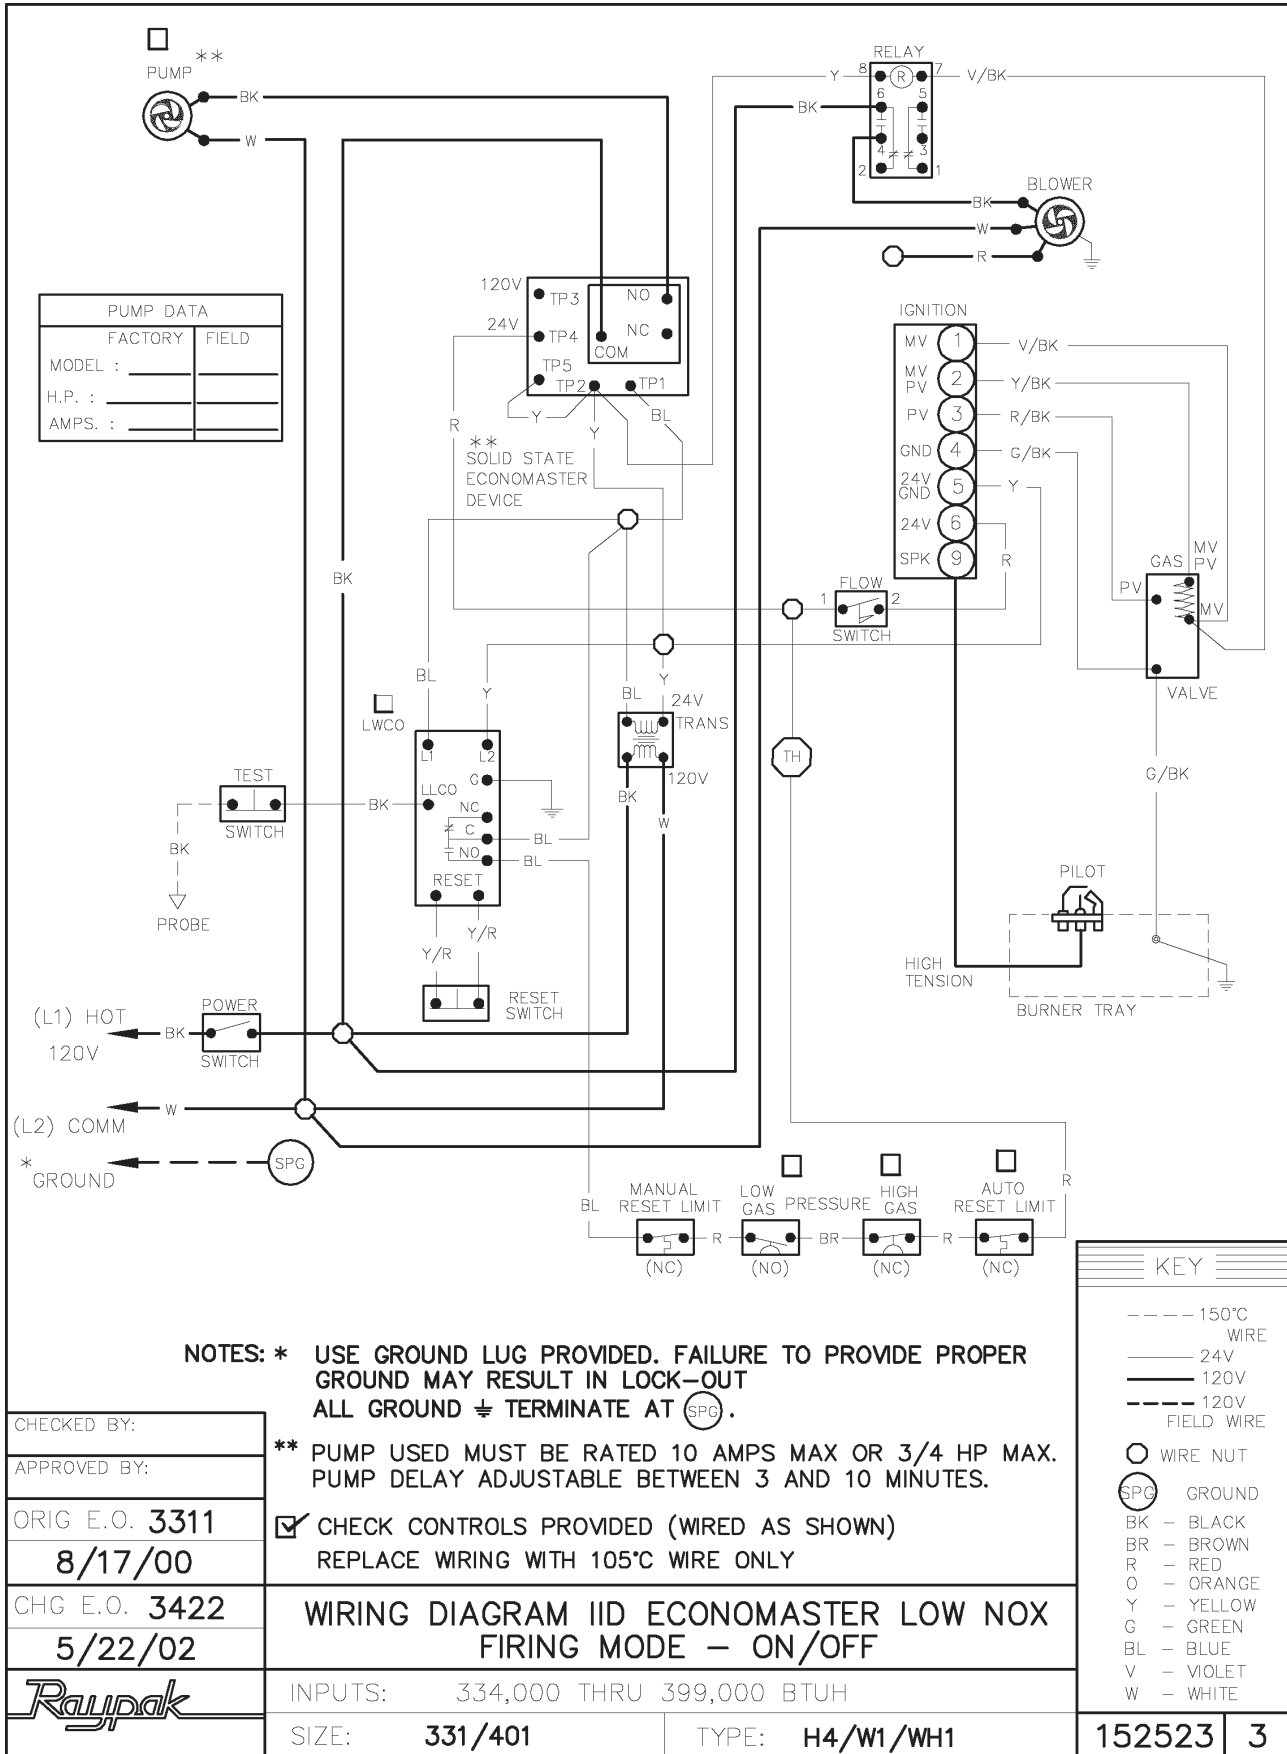 PUMP **
BK
W
RELAY
8 R 7
Y
V/BK
6 5
BK
4 3
2 1
BLOWER
BK
W
R
PUMP DATA
FACTORY FIELD
MODEL :
H.P. :
AMPS. :
120V
TP3
NO
24V
TP4
NC
COM
TP5
TP2
TP1
Y
BL
R
Y
**
SOLID STATE
ECONOMASTER
DEVICE
IGNITION
MV 1 V/BK
MV
PV 2 Y/BK
PV 3 R/BK
GND 4 G/BK
24V
GND 5 Y
24V 6
SPK 9 R
BK
FLOW
1 2
SWITCH
GAS
MV
PV
PV
MV
VALVE
BL
Y
BL
Y
24V
TRANS
120V
LWCO
L1 L2
G
LLCO
NC
C
NO
RESET
TEST
SWITCH
BK
BK
PROBE
BL
BL
BK
W
TH
G/BK
Y/R
Y/R
RESET
SWITCH
PILOT
HIGH
TENSION
BURNER TRAY
(L1) HOT
120V
BK
POWER
SWITCH
W
(L2) COMM
*
GROUND
SPG
BL
MANUAL
RESET LIMIT
(NC)
R
LOW
GAS
PRESSURE
(NO)
BR
HIGH
GAS
(NC)
R
AUTO
RESET LIMIT
(NC)
R
KEY
150°C
WIRE
24V
120V
120V
FIELD WIRE
WIRE NUT
SPG GROUND
BK – BLACK
BR – BROWN
R – RED
O – ORANGE
Y – YELLOW
G – GREEN
BL – BLUE
V – VIOLET
W – WHITE
NOTES: * USE GROUND LUG PROVIDED. FAILURE TO PROVIDE PROPER
GROUND MAY RESULT IN LOCK–OUT
ALL GROUND ⏚ TERMINATE AT SPG .
** PUMP USED MUST BE RATED 10 AMPS MAX OR 3/4 HP MAX.
PUMP DELAY ADJUSTABLE BETWEEN 3 AND 10 MINUTES.
☑ CHECK CONTROLS PROVIDED (WIRED AS SHOWN)
REPLACE WIRING WITH 105°C WIRE ONLY
CHECKED BY:
APPROVED BY:
ORIG E.O. 3311
8/17/00
CHG E.O. 3422
5/22/02
Raypak
WIRING DIAGRAM IID ECONOMASTER LOW NOX
FIRING MODE – ON/OFF
INPUTS: 334,000 THRU 399,000 BTUH
SIZE: 331/401 TYPE: H4/W1/WH1
152523 3